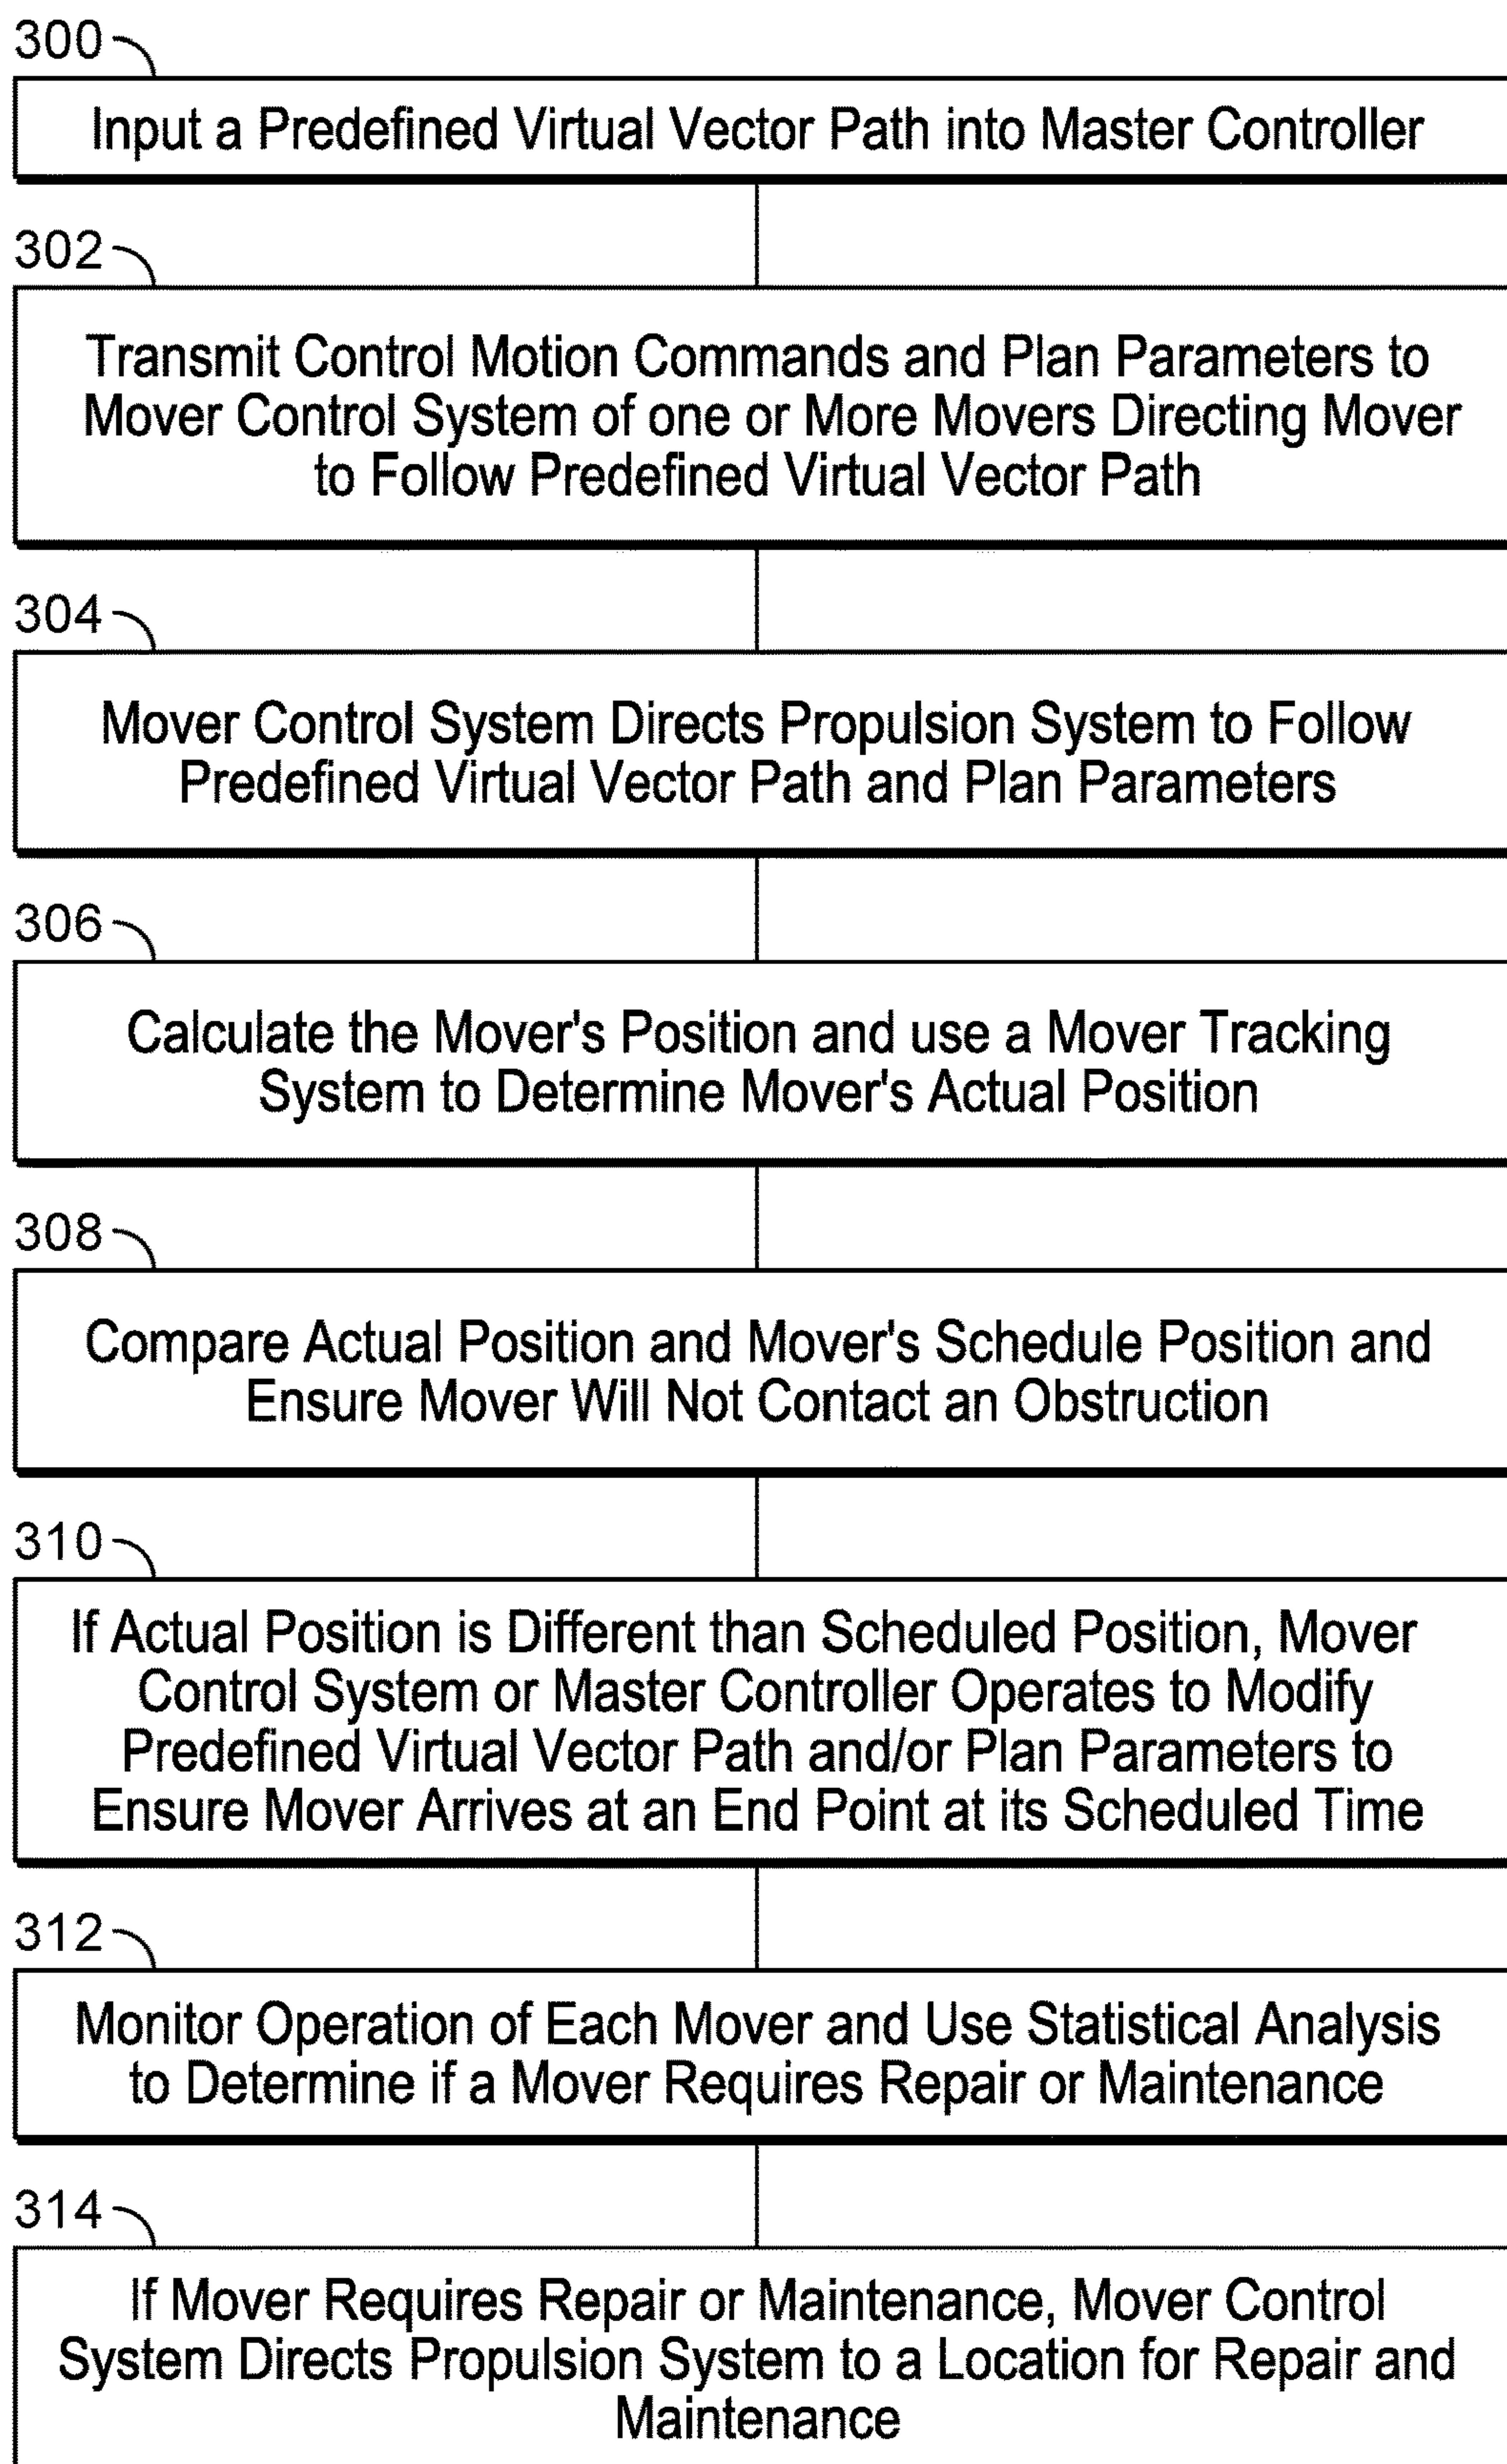 300
Input a Predefined Virtual Vector Path into Master Controller
302
Transmit Control Motion Commands and Plan Parameters to
Mover Control System of one or More Movers Directing Mover
to Follow Predefined Virtual Vector Path
304
Mover Control System Directs Propulsion System to Follow
Predefined Virtual Vector Path and Plan Parameters
306
Calculate the Mover's Position and use a Mover Tracking
System to Determine Mover's Actual Position
308
Compare Actual Position and Mover's Schedule Position and
Ensure Mover Will Not Contact an Obstruction
310
If Actual Position is Different than Scheduled Position, Mover
Control System or Master Controller Operates to Modify
Predefined Virtual Vector Path and/or Plan Parameters to
Ensure Mover Arrives at an End Point at its Scheduled Time
312
Monitor Operation of Each Mover and Use Statistical Analysis
to Determine if a Mover Requires Repair or Maintenance
314
If Mover Requires Repair or Maintenance, Mover Control
System Directs Propulsion System to a Location for Repair and
Maintenance